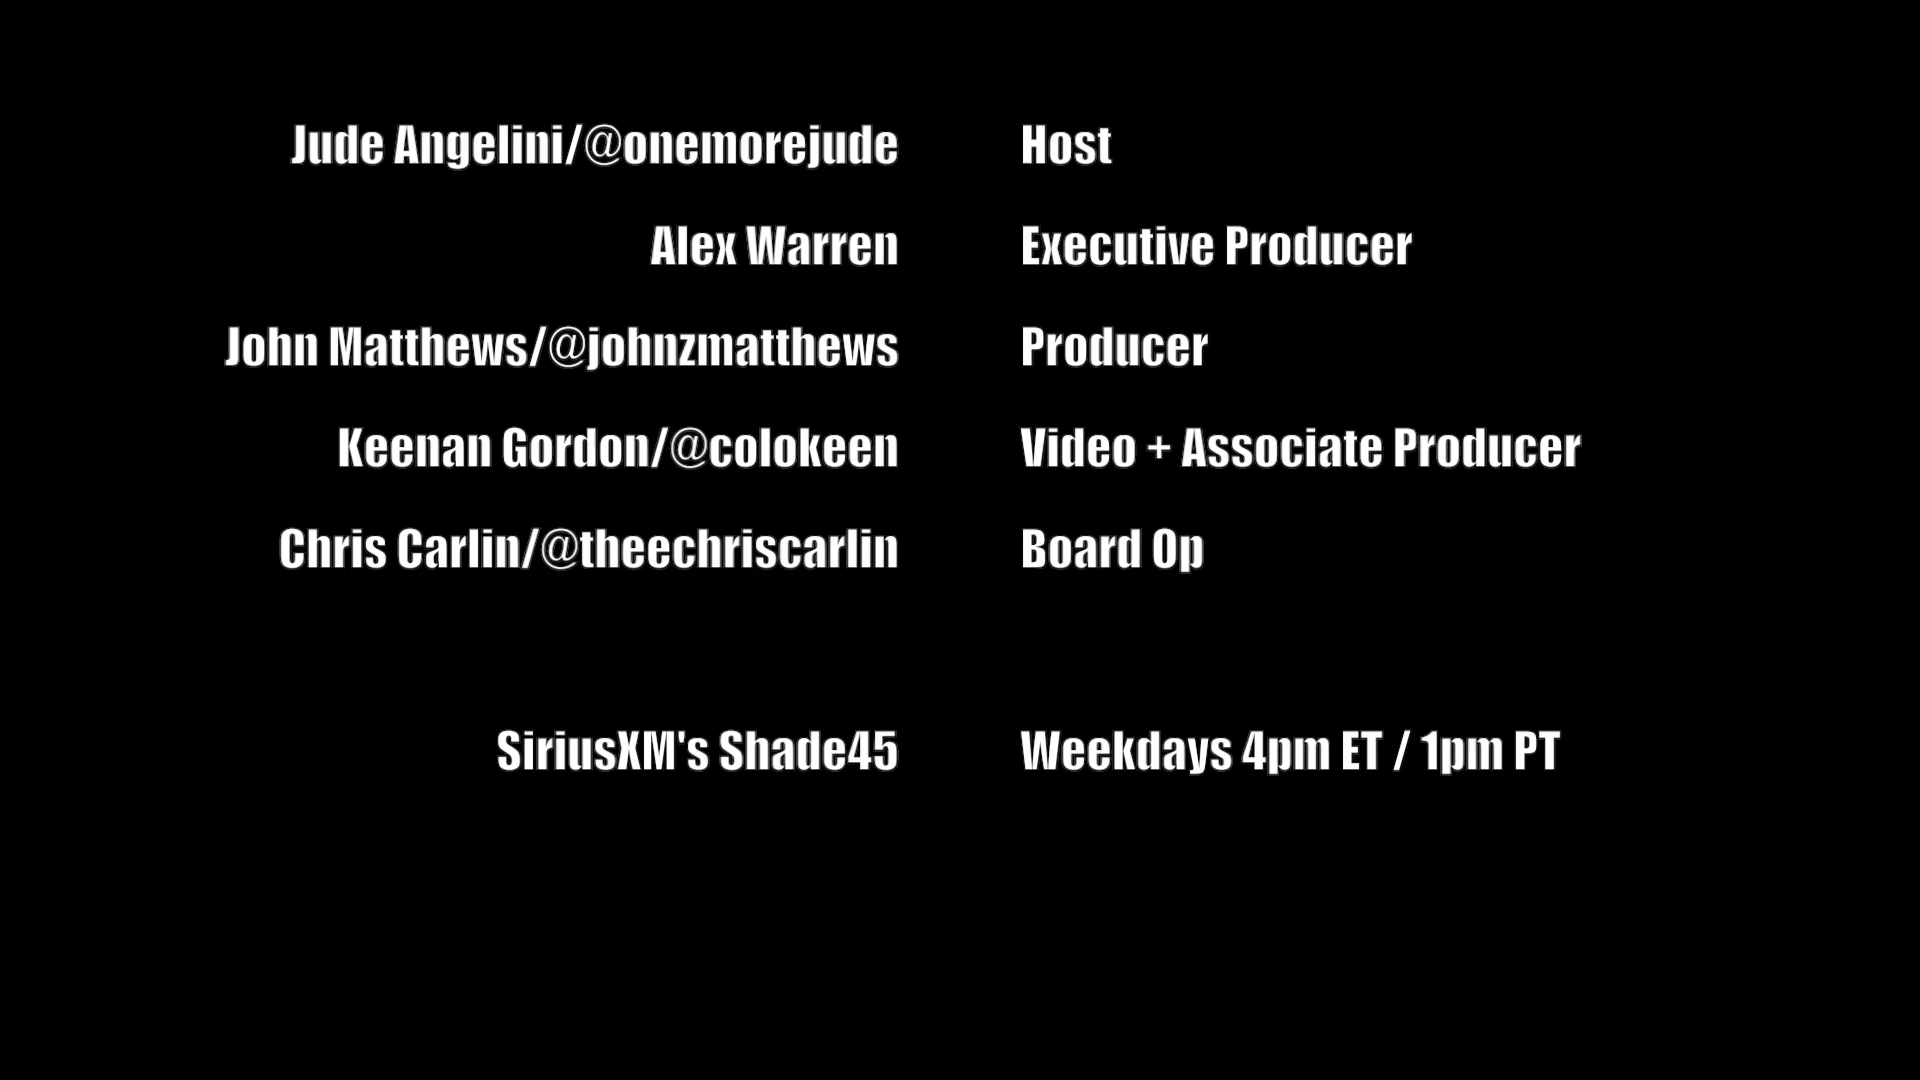 Jude Angelini/@onemorejude Host
Alex Warren Executive Producer
John Matthews/@johnzmatthews Producer
Keenan Gordon/@colokeen Video + Associate Producer
Chris Carlin/@theechriscarlin Board Op
SiriusXM's Shade45 Weekdays 4pm ET / 1pm PT